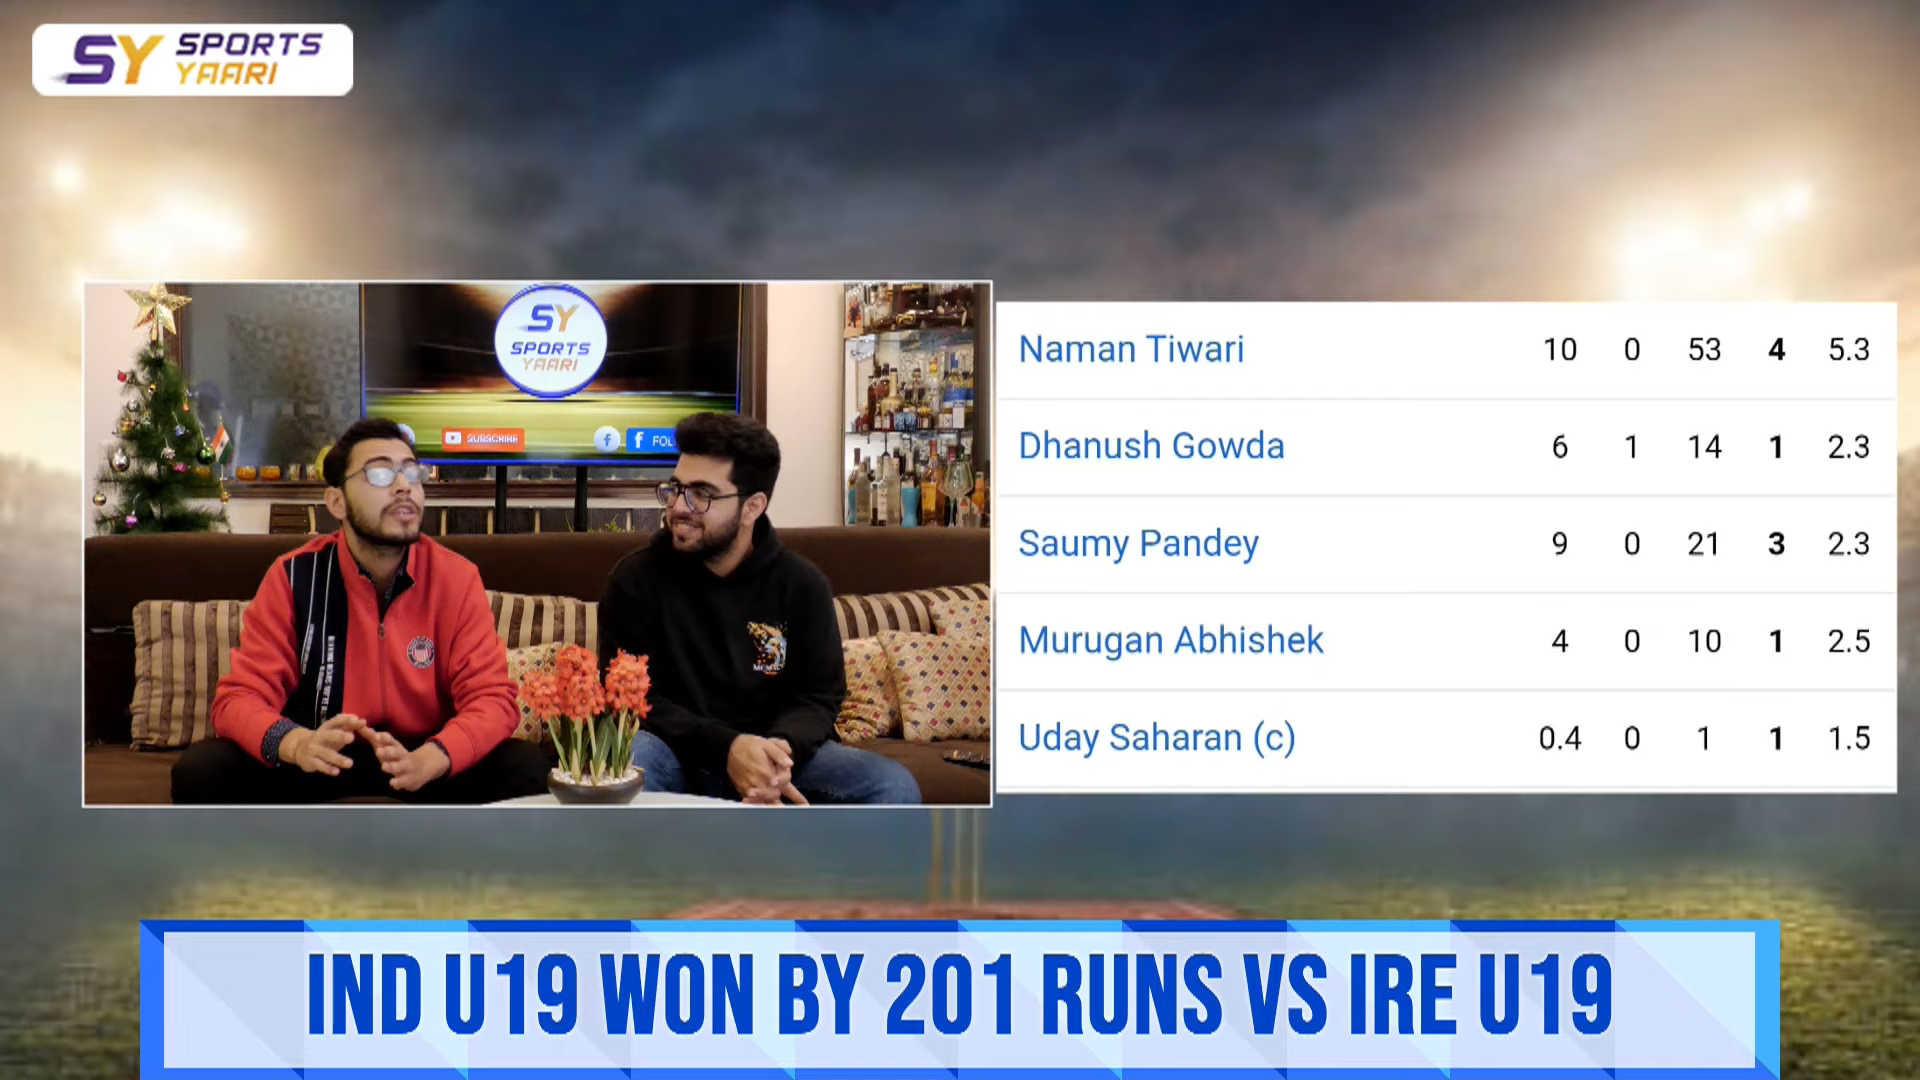 SY SPORTS
YAARI
SY
SPORTS
YAARI
SUBSCRIBE
f
f FOL
Naman Tiwari 10 0 53 4 5.3
Dhanush Gowda 6 1 14 1 2.3
Saumy Pandey 9 0 21 3 2.3
Murugan Abhishek 4 0 10 1 2.5
Uday Saharan (c) 0.4 0 1 1 1.5
IND U19 WON BY 201 RUNS VS IRE U19